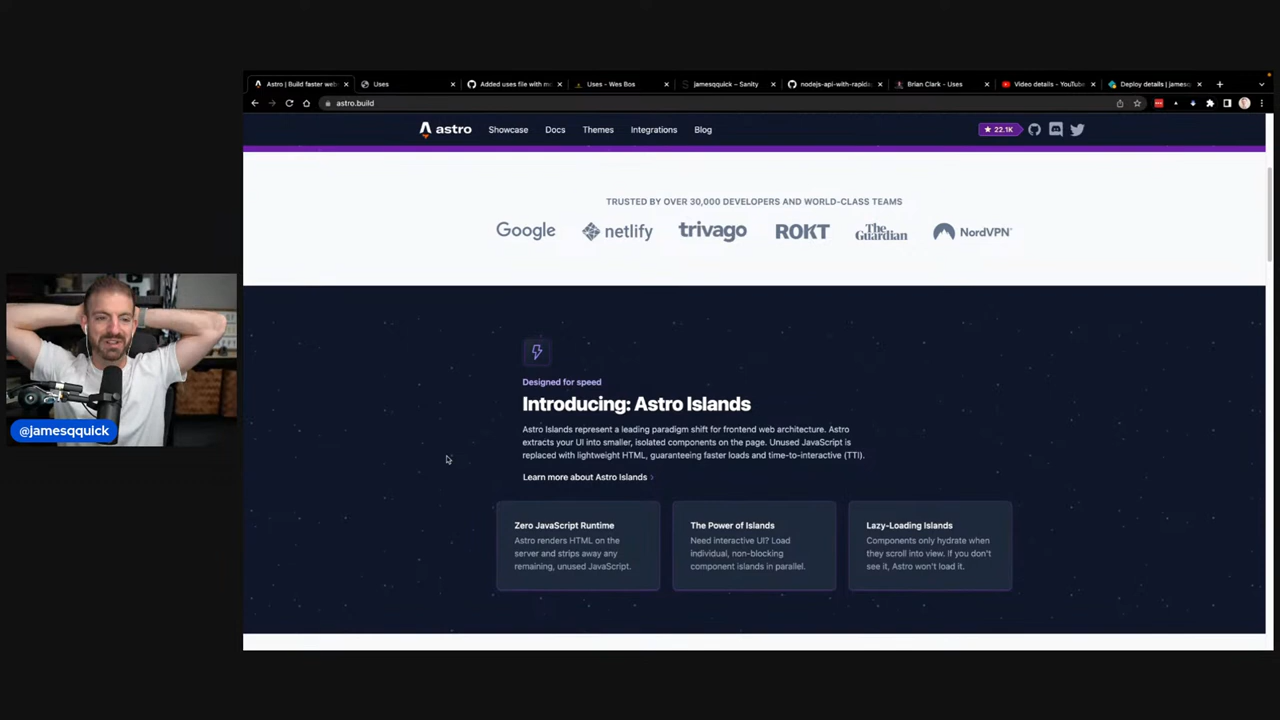 Astro | Build faster web
Uses
Added uses file with m
Uses - Wes Bos
jamesqquick – Sanity
nodejs-api-with-rapida
Brian Clark - Uses
Video details - YouTube
Deploy details | jamesq
astro.build
astro
Showcase
Docs
Themes
Integrations
Blog
★ 22.1K
TRUSTED BY OVER 30,000 DEVELOPERS AND WORLD-CLASS TEAMS
Google
netlify
trivago
ROKT
The
Guardian
NordVPN
Designed for speed
Introducing: Astro Islands
Astro Islands represent a leading paradigm shift for frontend web architecture. Astro
extracts your UI into smaller, isolated components on the page. Unused JavaScript is
replaced with lightweight HTML, guaranteeing faster loads and time-to-interactive (TTI).
Learn more about Astro Islands ›
Zero JavaScript Runtime
Astro renders HTML on the
server and strips away any
remaining, unused JavaScript.
The Power of Islands
Need interactive UI? Load
individual, non-blocking
component islands in parallel.
Lazy-Loading Islands
Components only hydrate when
they scroll into view. If you don't
see it, Astro won't load it.
@jamesqquick